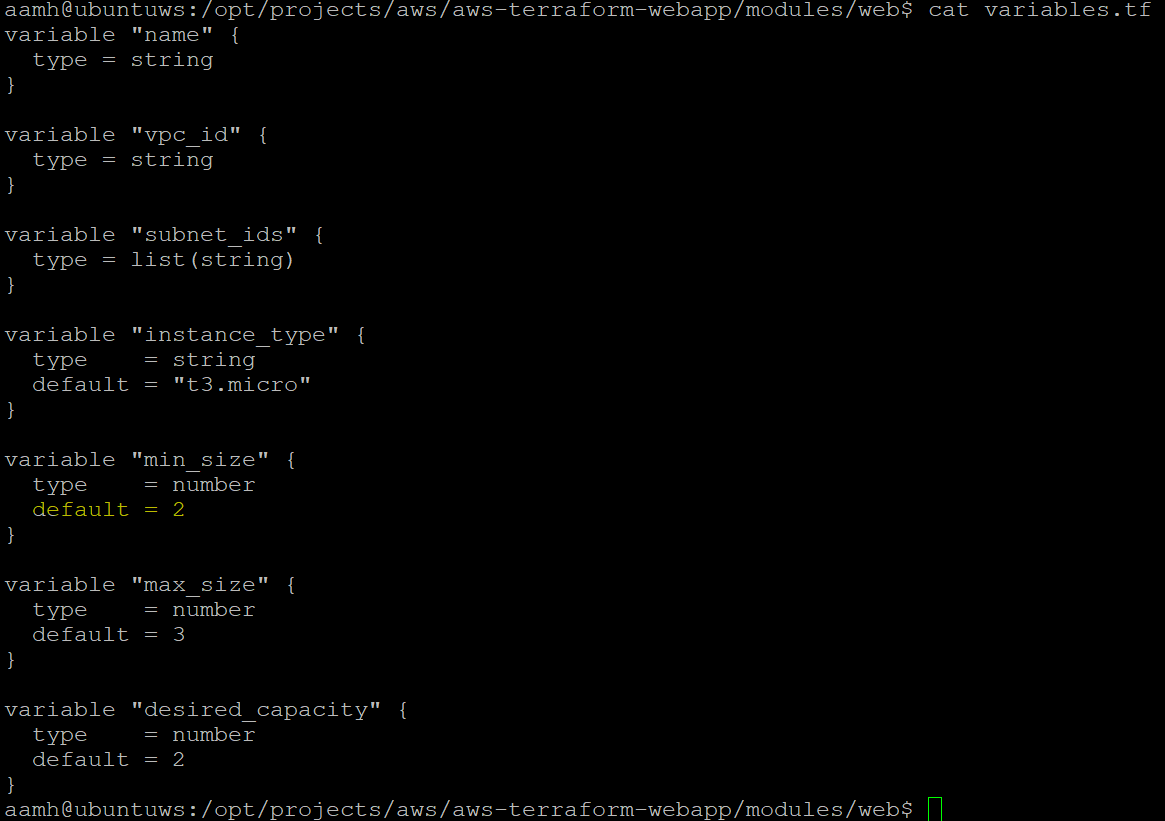 aamh@ubuntuws:/opt/projects/aws/aws-terraform-webapp/modules/web$ cat variables.tf
variable "name" {
  type = string
}

variable "vpc_id" {
  type = string
}

variable "subnet_ids" {
  type = list(string)
}

variable "instance_type" {
  type    = string
  default = "t3.micro"
}

variable "min_size" {
  type    = number
  default = 2
}

variable "max_size" {
  type    = number
  default = 3
}

variable "desired_capacity" {
  type    = number
  default = 2
}
aamh@ubuntuws:/opt/projects/aws/aws-terraform-webapp/modules/web$